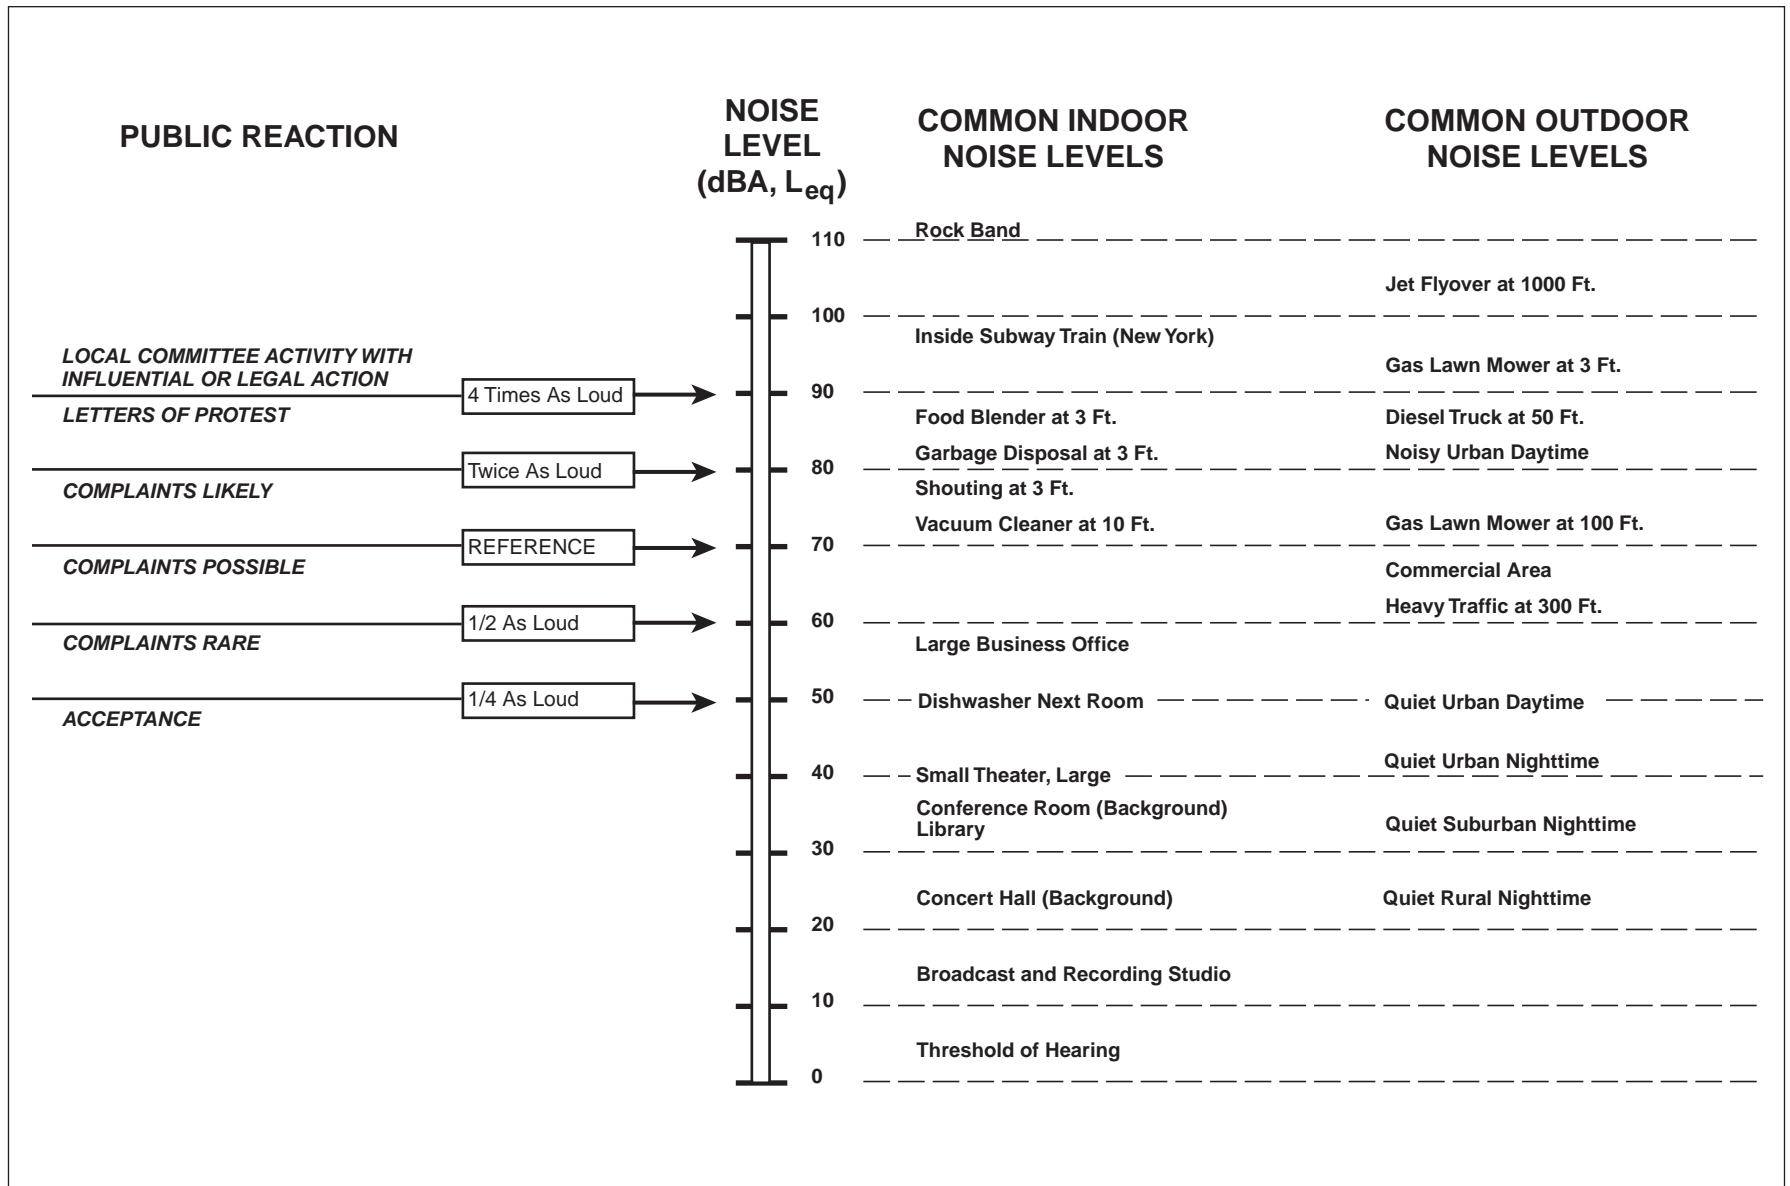 PUBLIC REACTION
LOCAL COMMITTEE ACTIVITY WITH
INFLUENTIAL OR LEGAL ACTION
LETTERS OF PROTEST
COMPLAINTS LIKELY
COMPLAINTS POSSIBLE
COMPLAINTS RARE
ACCEPTANCE
4 Times As Loud
Twice As Loud
REFERENCE
1/2 As Loud
1/4 As Loud
NOISE
LEVEL
(dBA, Leq)
110
100
90
80
70
60
50
40
30
20
10
0
COMMON INDOOR
NOISE LEVELS
Rock Band
Inside Subway Train (New York)
Food Blender at 3 Ft.
Garbage Disposal at 3 Ft.
Shouting at 3 Ft.
Vacuum Cleaner at 10 Ft.
Large Business Office
Dishwasher Next Room
Small Theater, Large
Conference Room (Background)
Library
Concert Hall (Background)
Broadcast and Recording Studio
Threshold of Hearing
COMMON OUTDOOR
NOISE LEVELS
Jet Flyover at 1000 Ft.
Gas Lawn Mower at 3 Ft.
Diesel Truck at 50 Ft.
Noisy Urban Daytime
Gas Lawn Mower at 100 Ft.
Commercial Area
Heavy Traffic at 300 Ft.
Quiet Urban Daytime
Quiet Urban Nighttime
Quiet Suburban Nighttime
Quiet Rural Nighttime